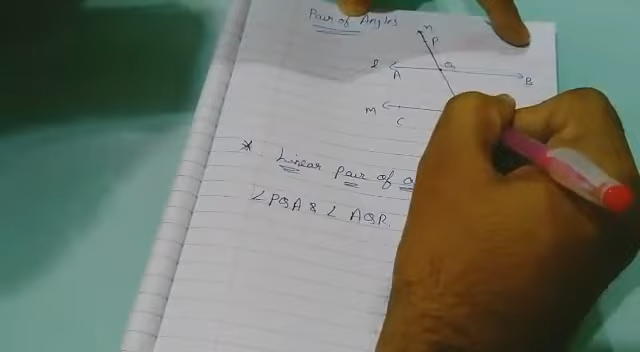 Pair of Angles
n
P
l A Q B
M C
* Linear pair of
∠PQA & ∠ AQR